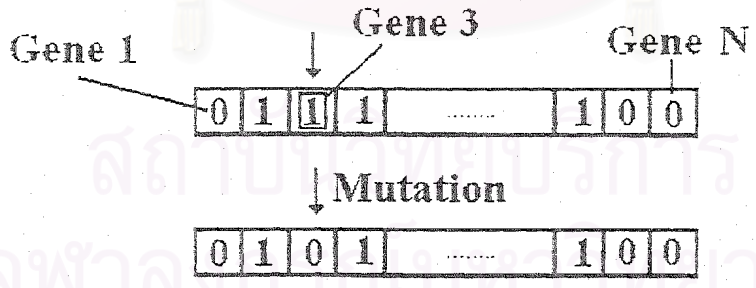 Gene 1
Gene 3
Gene N
0 1 1 1 ........ 1 0 0
Mutation
0 1 0 1 ........ 1 0 0